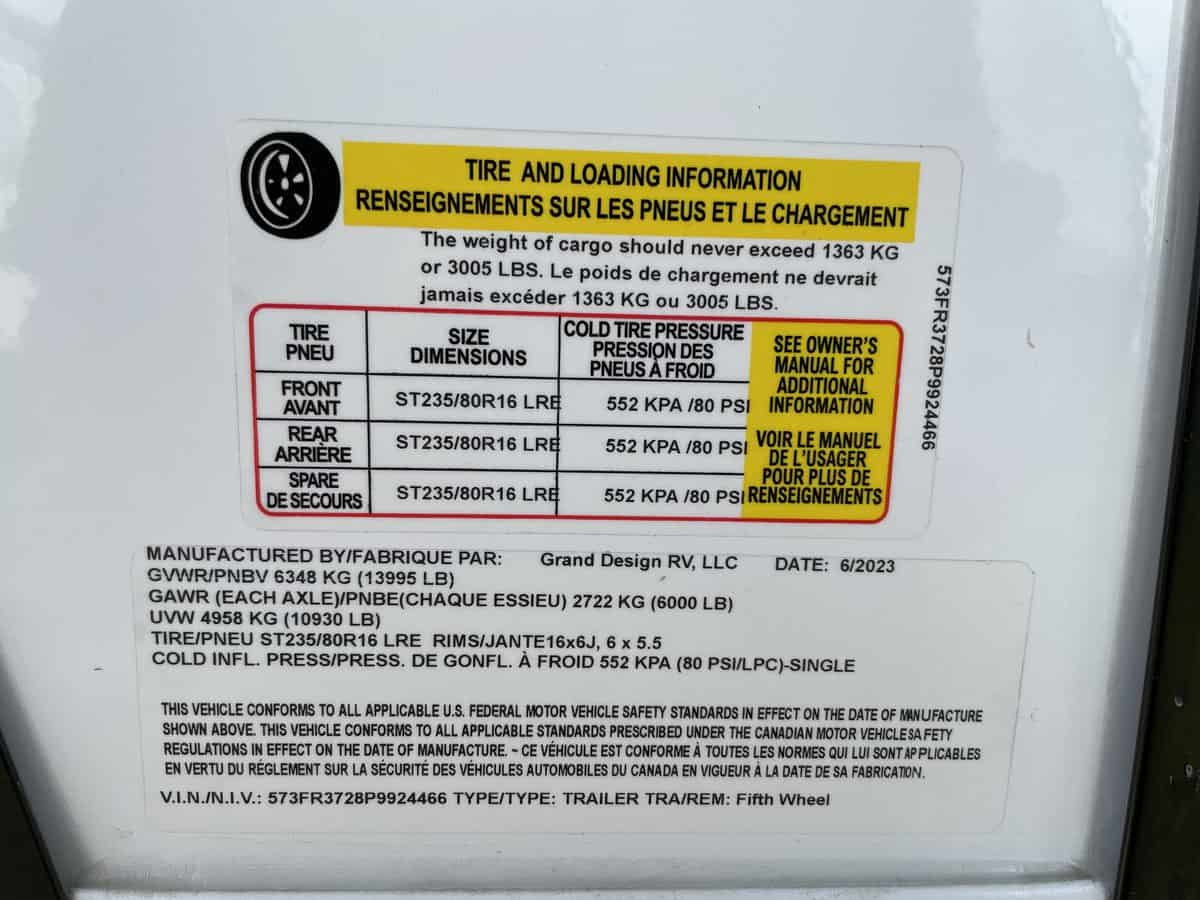 TIRE AND LOADING INFORMATION
RENSEIGNEMENTS SUR LES PNEUS ET LE CHARGEMENT
The weight of cargo should never exceed 1363 KG
or 3005 LBS. Le poids de chargement ne devrait
jamais excéder 1363 KG ou 3005 LBS.
TIRE
PNEU
SIZE
DIMENSIONS
COLD TIRE PRESSURE
PRESSION DES
PNEUS À FROID
FRONT
AVANT
ST235/80R16 LRE
552 KPA /80 PSI
REAR
ARRIÈRE
ST235/80R16 LRE
552 KPA /80 PSI
SPARE
DE SECOURS
ST235/80R16 LRE
552 KPA /80 PSI
SEE OWNER'S
MANUAL FOR
ADDITIONAL
INFORMATION
VOIR LE MANUEL
DE L'USAGER
POUR PLUS DE
RENSEIGNEMENTS
573FR3728P9924466
MANUFACTURED BY/FABRIQUE PAR: Grand Design RV, LLC DATE: 6/2023
GVWR/PNBV 6348 KG (13995 LB)
GAWR (EACH AXLE)/PNBE(CHAQUE ESSIEU) 2722 KG (6000 LB)
UVW 4958 KG (10930 LB)
TIRE/PNEU ST235/80R16 LRE RIMS/JANTE16x6J, 6 x 5.5
COLD INFL. PRESS/PRESS. DE GONFL. À FROID 552 KPA (80 PSI/LPC)-SINGLE
THIS VEHICLE CONFORMS TO ALL APPLICABLE U.S. FEDERAL MOTOR VEHICLE SAFETY STANDARDS IN EFFECT ON THE DATE OF MANUFACTURE
SHOWN ABOVE. THIS VEHICLE CONFORMS TO ALL APPLICABLE STANDARDS PRESCRIBED UNDER THE CANADIAN MOTOR VEHICLE SAFETY
REGULATIONS IN EFFECT ON THE DATE OF MANUFACTURE. ~ CE VÉHICULE EST CONFORME À TOUTES LES NORMES QUI LUI SONT APPLICABLES
EN VERTU DU RÉGLEMENT SUR LA SÉCURITÉ DES VÉHICULES AUTOMOBILES DU CANADA EN VIGUEUR À LA DATE DE SA FABRICATION.
V.I.N./N.I.V.: 573FR3728P9924466 TYPE/TYPE: TRAILER TRA/REM: Fifth Wheel